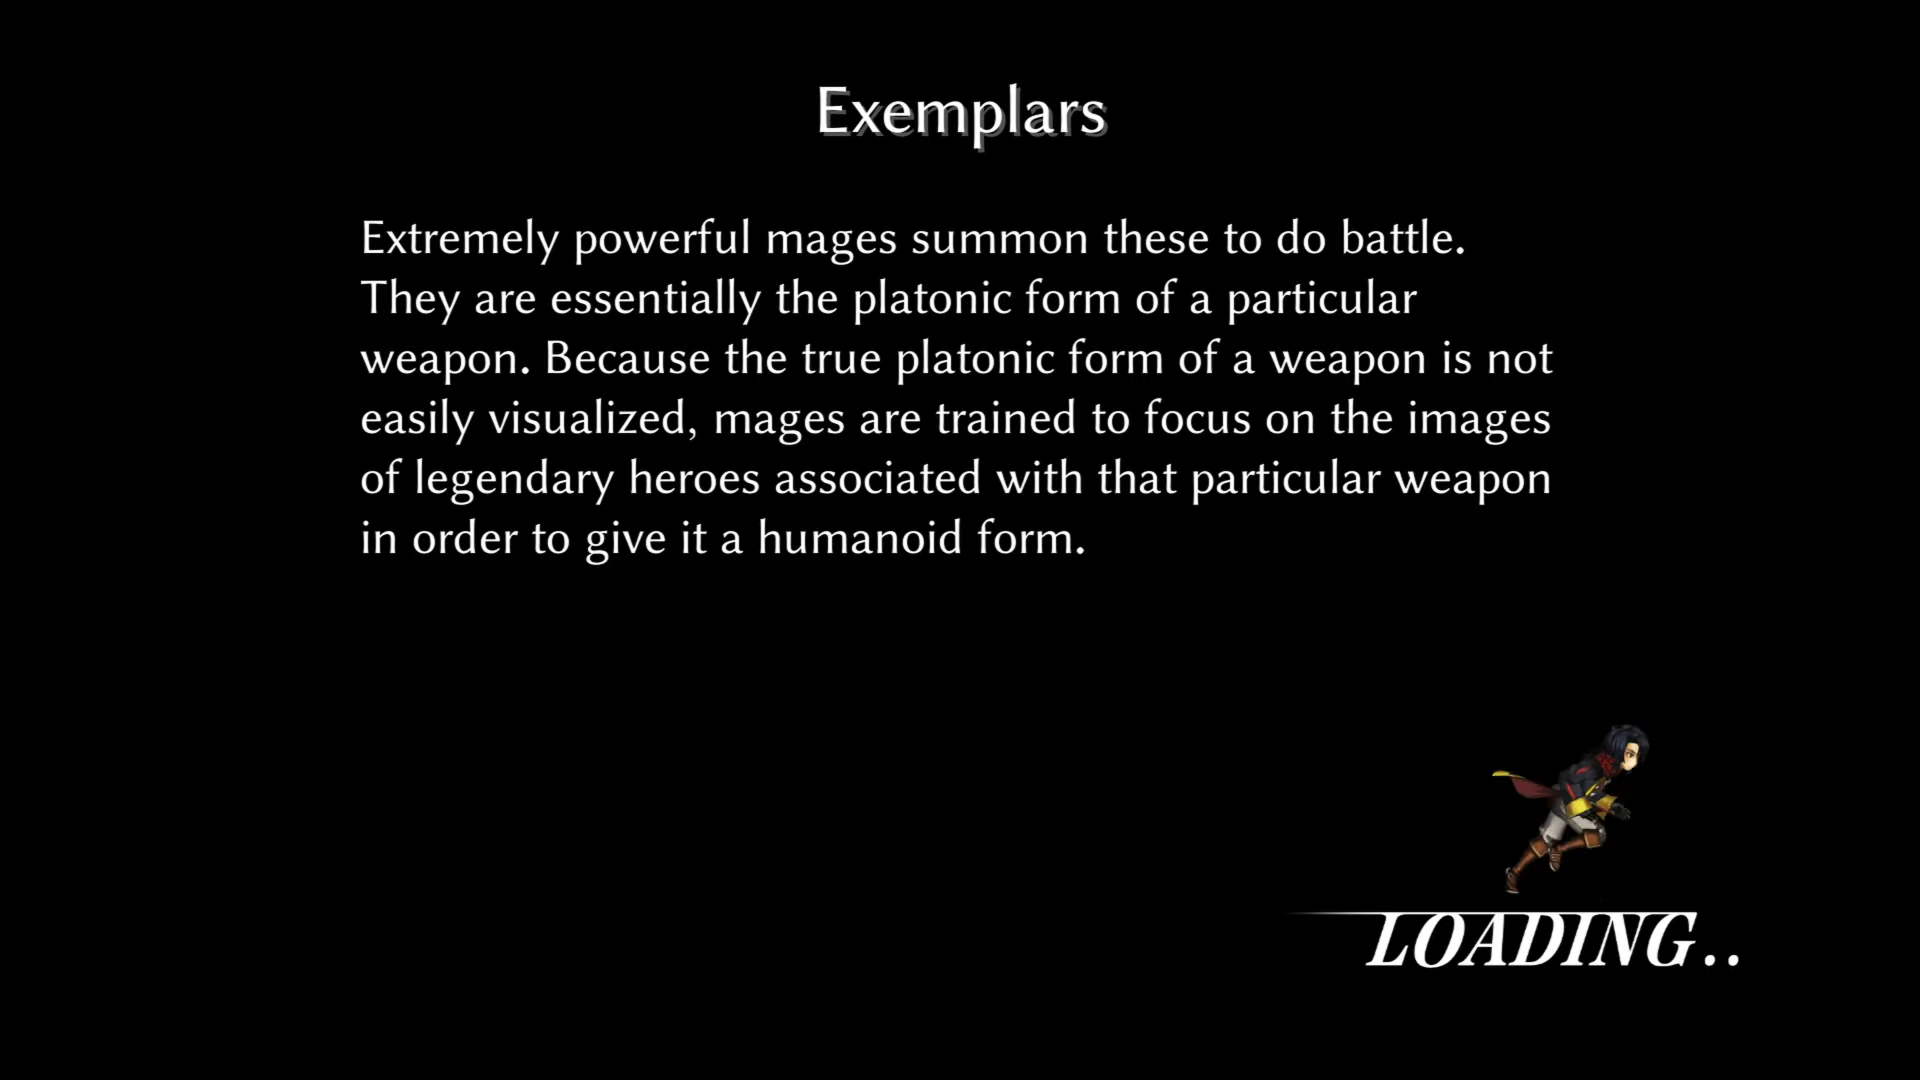 Exemplars
Extremely powerful mages summon these to do battle.
They are essentially the platonic form of a particular
weapon. Because the true platonic form of a weapon is not
easily visualized, mages are trained to focus on the images
of legendary heroes associated with that particular weapon
in order to give it a humanoid form.
LOADING..